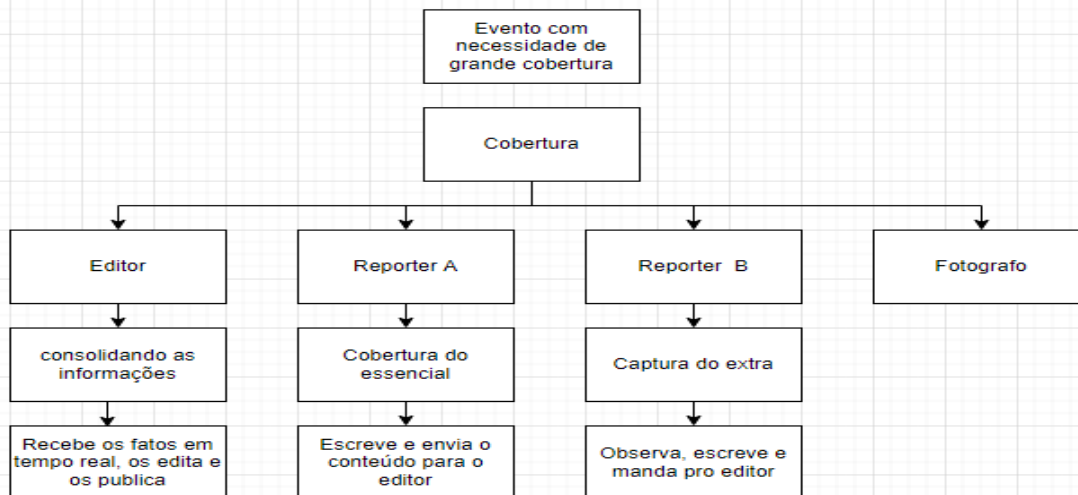 Evento com
necessidade de
grande cobertura
Cobertura
Editor
Reporter A
Reporter B
Fotografo
consolidando as
informações
Cobertura do
essencial
Captura do extra
Recebe os fatos em
tempo real, os edita e
os publica
Escreve e envia o
conteúdo para o
editor
Observa, escreve e
manda pro editor